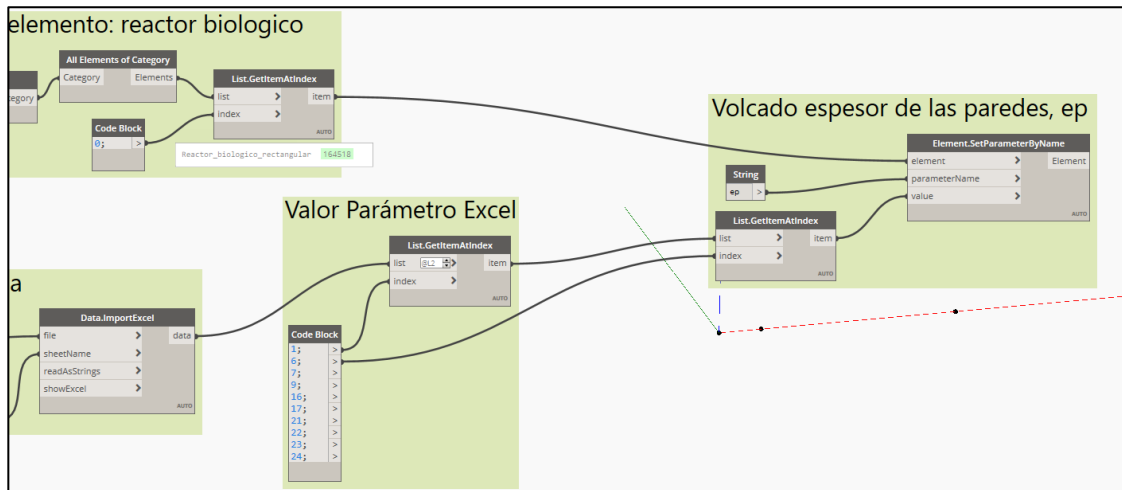 elemento: reactor biologico
All Elements of Category
Category Elements
egory
List.GetItemAtIndex
list > item
index >
AUTO
Code Block
0; >
Reactor_biologico_rectangular 164518
Volcado espesor de las paredes, ep
Element.SetParameterByName
element > Element
parameterName >
value >
AUTO
String
ep >
List.GetItemAtIndex
list > item
index >
AUTO
Valor Parámetro Excel
List.GetItemAtIndex
list @L2 > item
index >
AUTO
Code Block
1; >
6; >
7; >
9; >
16; >
17; >
21; >
22; >
23; >
24; >
a
Data.ImportExcel
file > data
sheetName >
readAsStrings >
showExcel >
AUTO